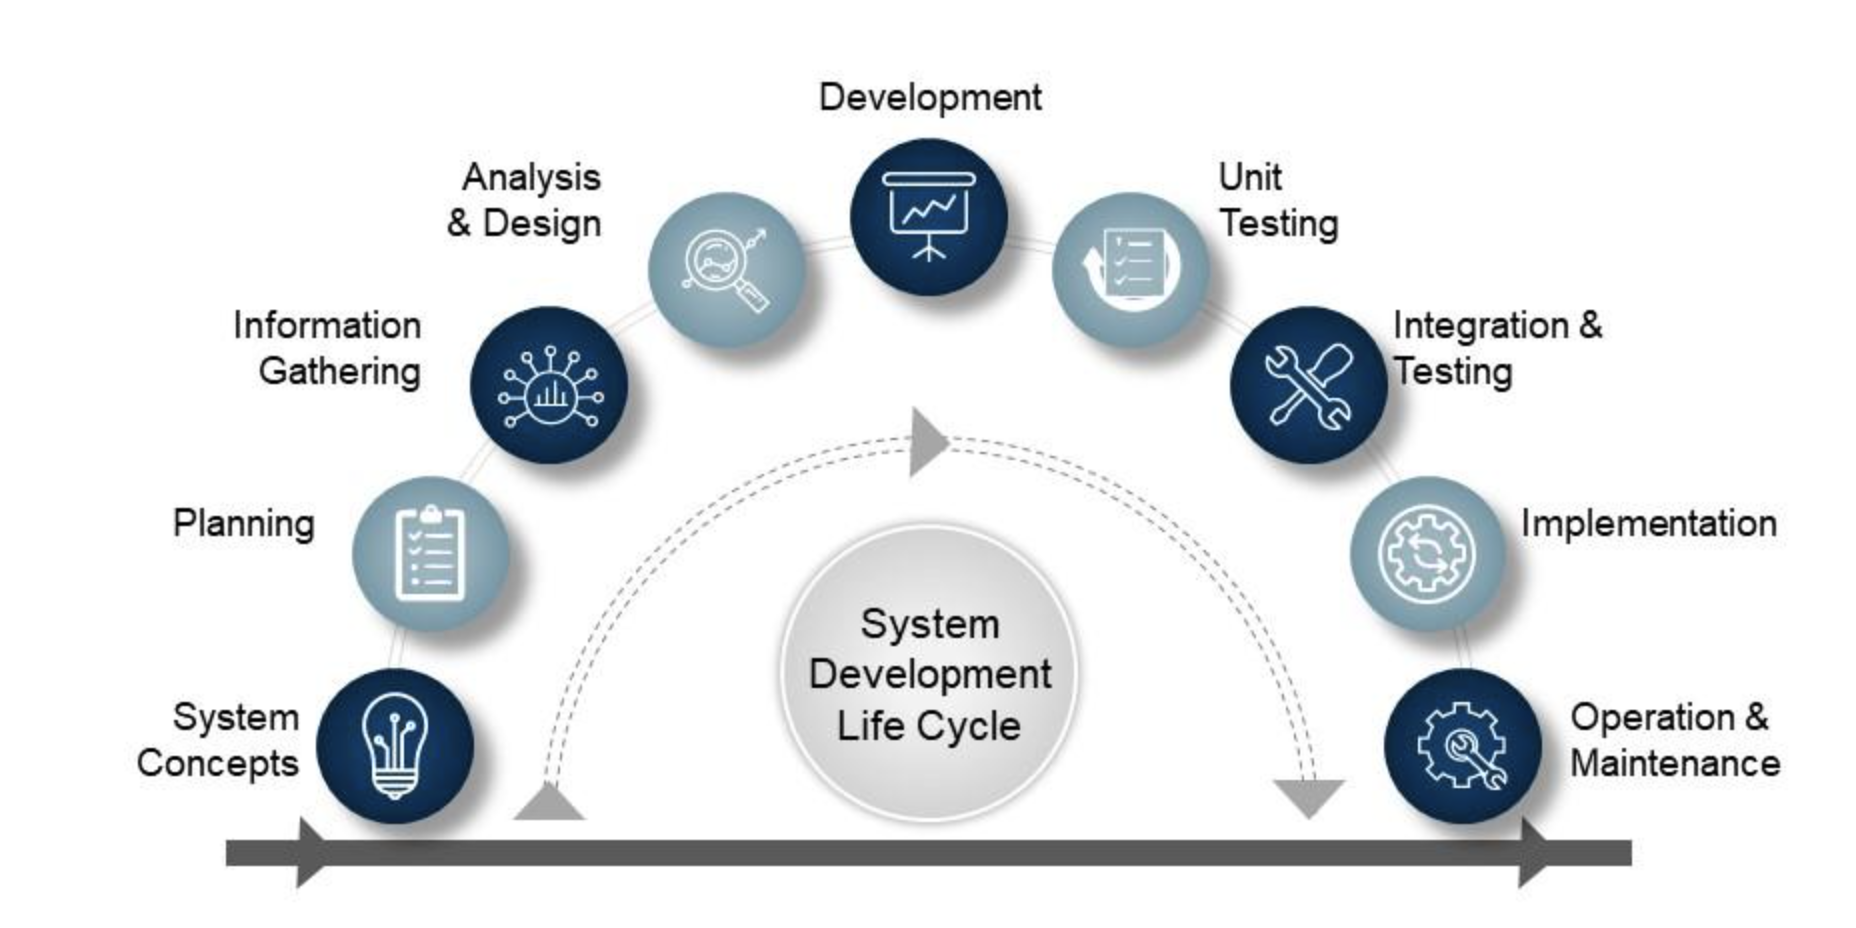 Development
Analysis
& Design
Unit
Testing
Information
Gathering
Integration &
Testing
Planning
Implementation
System
Concepts
System
Development
Life Cycle
Operation &
Maintenance